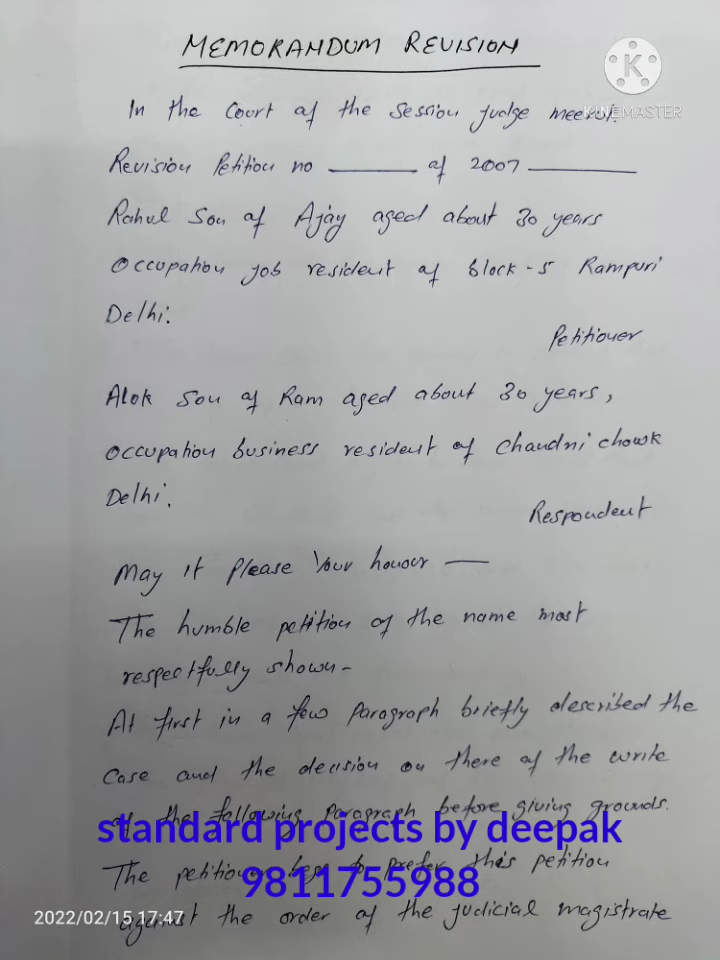 MEMORANDUM REVISION
K
KINEMASTER
In the Court of the Session Judge meerut.
Revision Petition no ______ of 2007 ______
Rahul Son of Ajay aged about 30 years
Occupation job resident of block-5 Rampuri
Delhi.
Petitioner
Alok Son of Ram aged about 30 years,
Occupation business resident of Chandni chowk
Delhi.
Respondent
May it Please Your honour —
The humble petition of the name most
respectfully shown-
At first in a few Paragraph briefly described the
Case and the decision on there of the write
of the following Paragraph before giving grounds.
standard projects by deepak
The petitioner begs to prefer this petition
9811755988
against the order of the judicial magistrate
2022/02/15 17:47